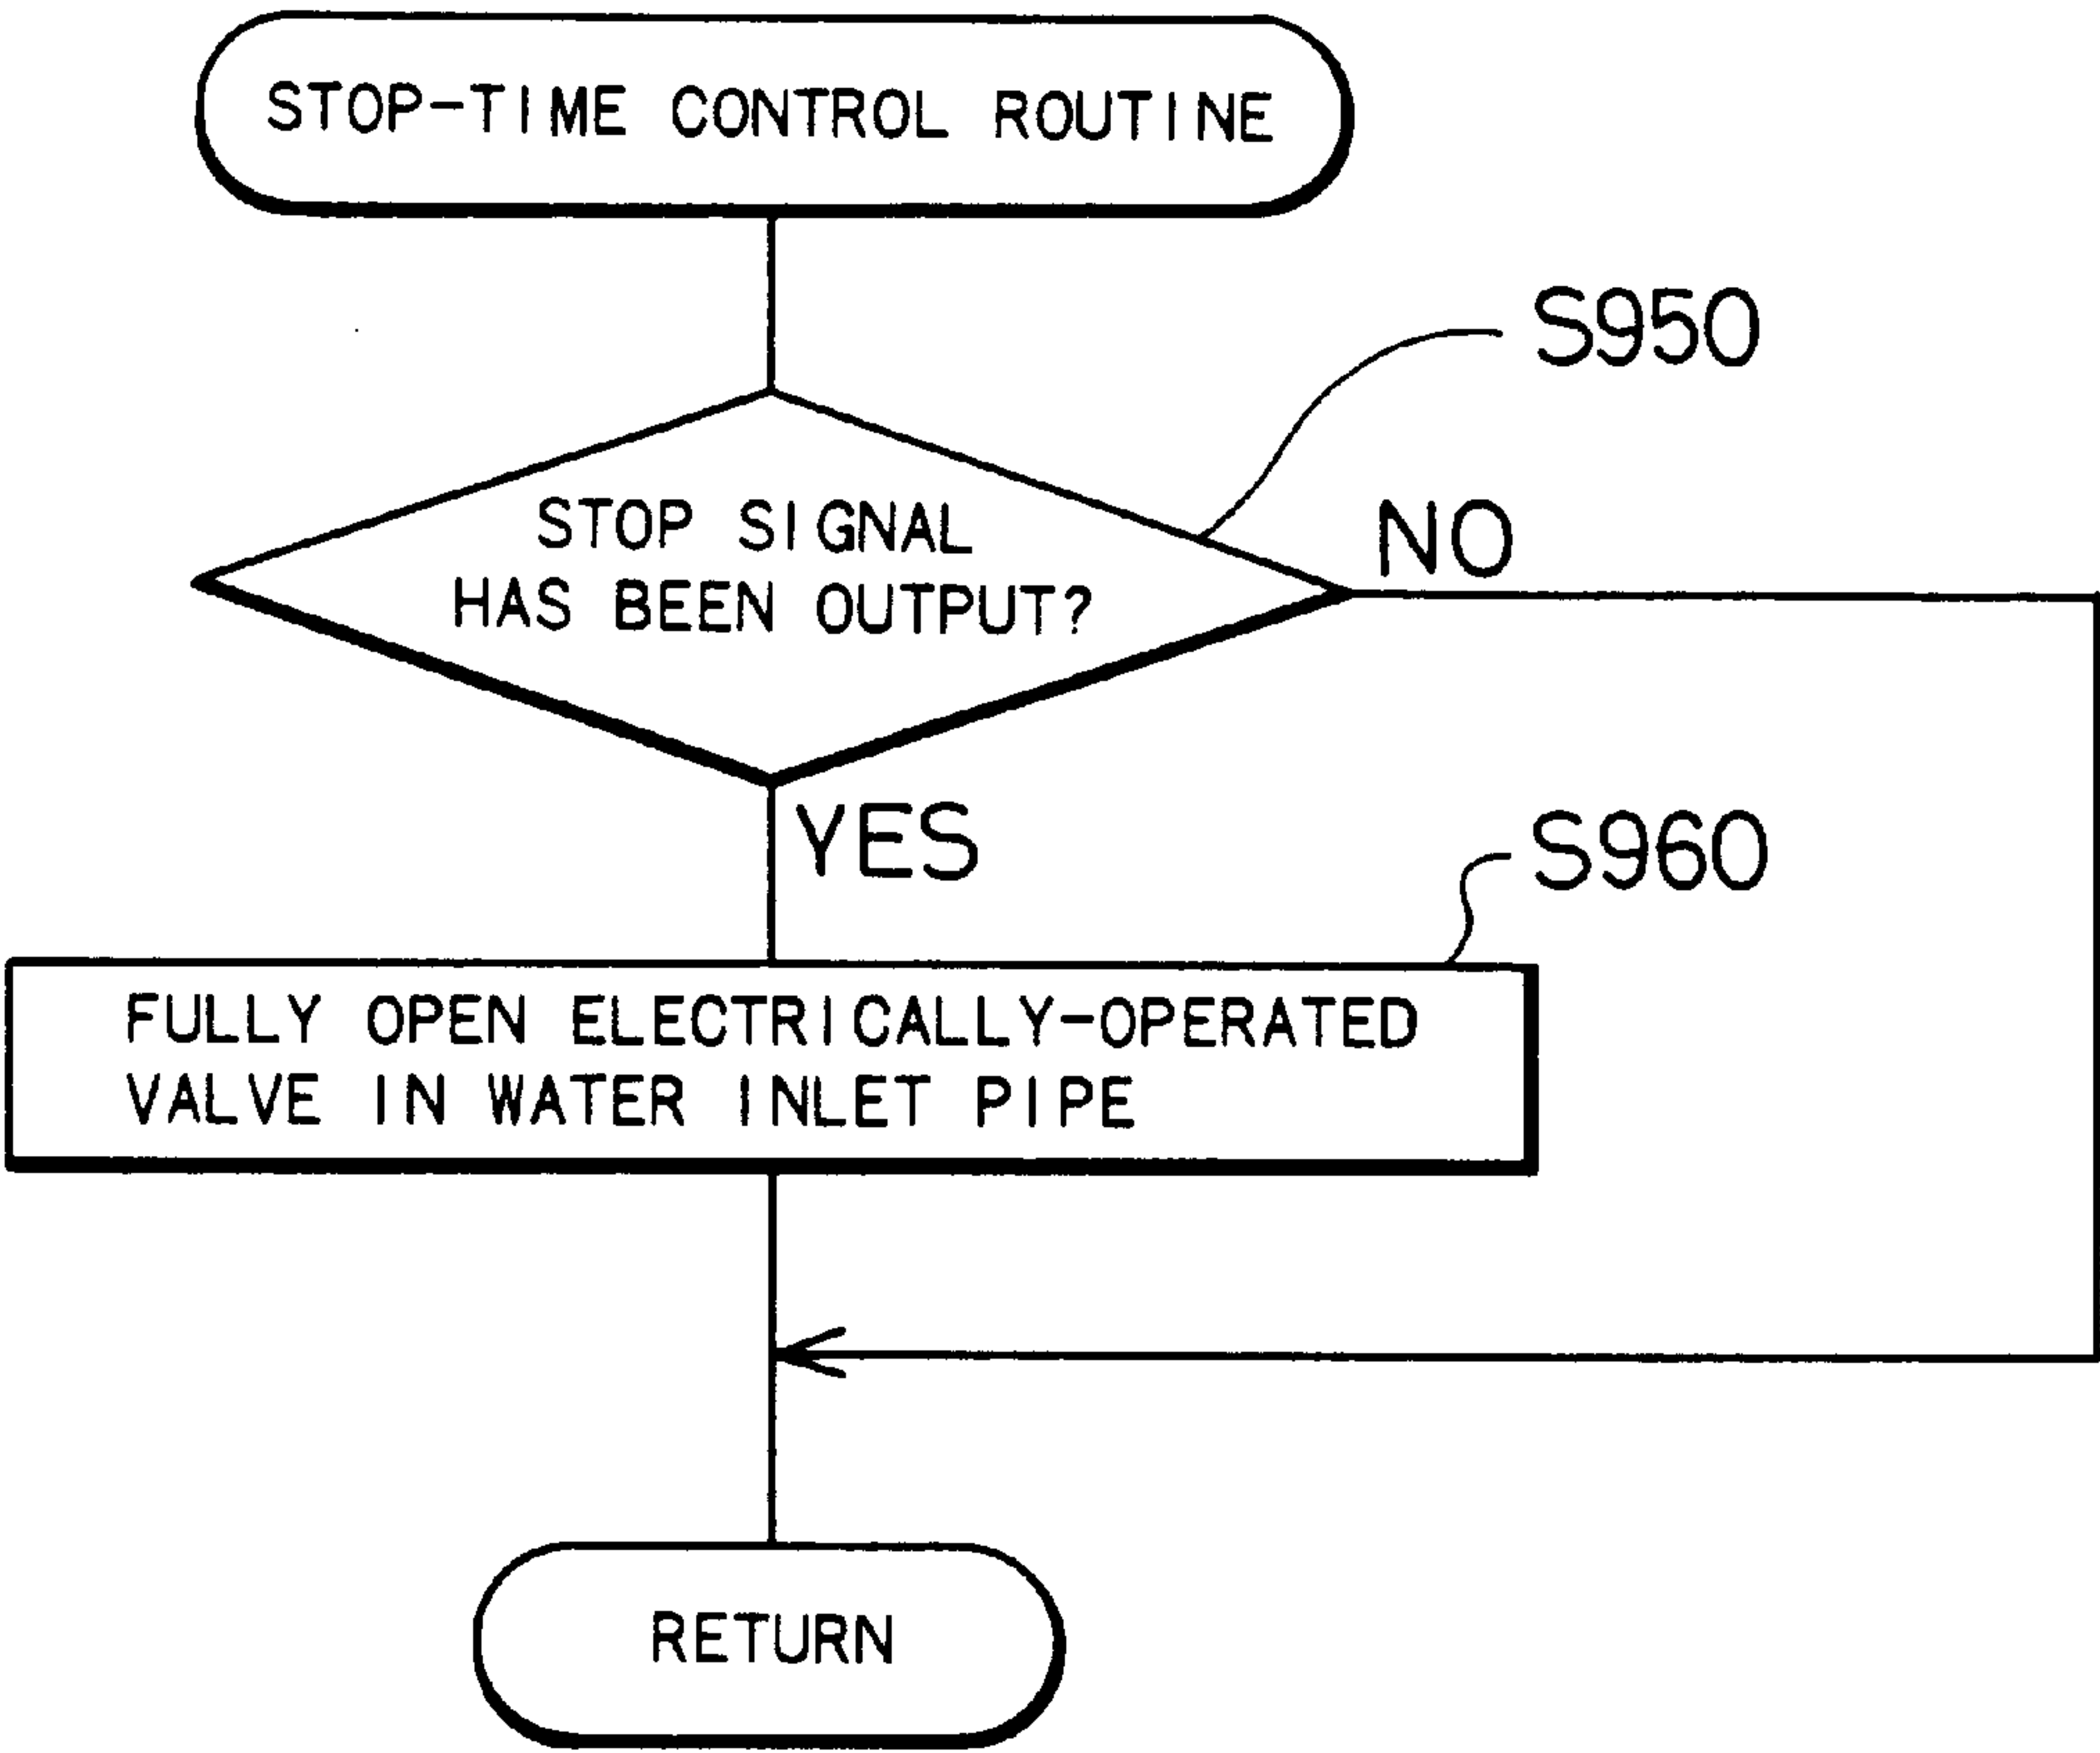 STOP-TIME CONTROL ROUTINE
S950
STOP SIGNAL
HAS BEEN OUTPUT?
NO
YES
S960
FULLY OPEN ELECTRICALLY-OPERATED
VALVE IN WATER INLET PIPE
RETURN